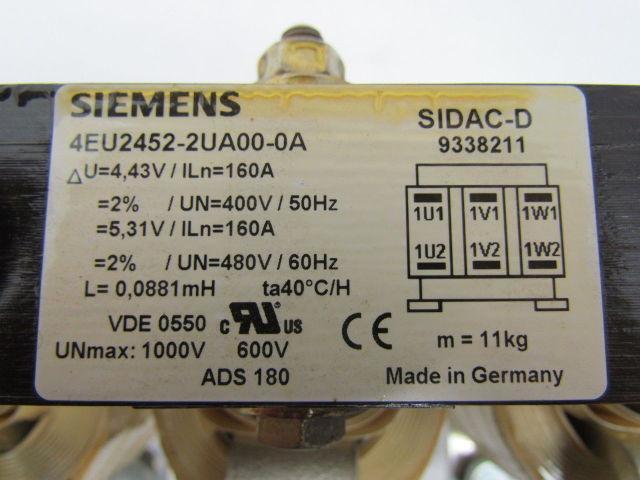 SIEMENS
4EU2452-2UA00-0A
△U=4,43V / ILn=160A
=2% / UN=400V / 50Hz
=5,31V / ILn=160A
=2% / UN=480V / 60Hz
L= 0,0881mH ta40°C/H
VDE 0550 c RU US
UNmax: 1000V 600V
ADS 180
SIDAC-D
9338211
1U1 1V1 1W1
1U2 1V2 1W2
CE m = 11kg
Made in Germany